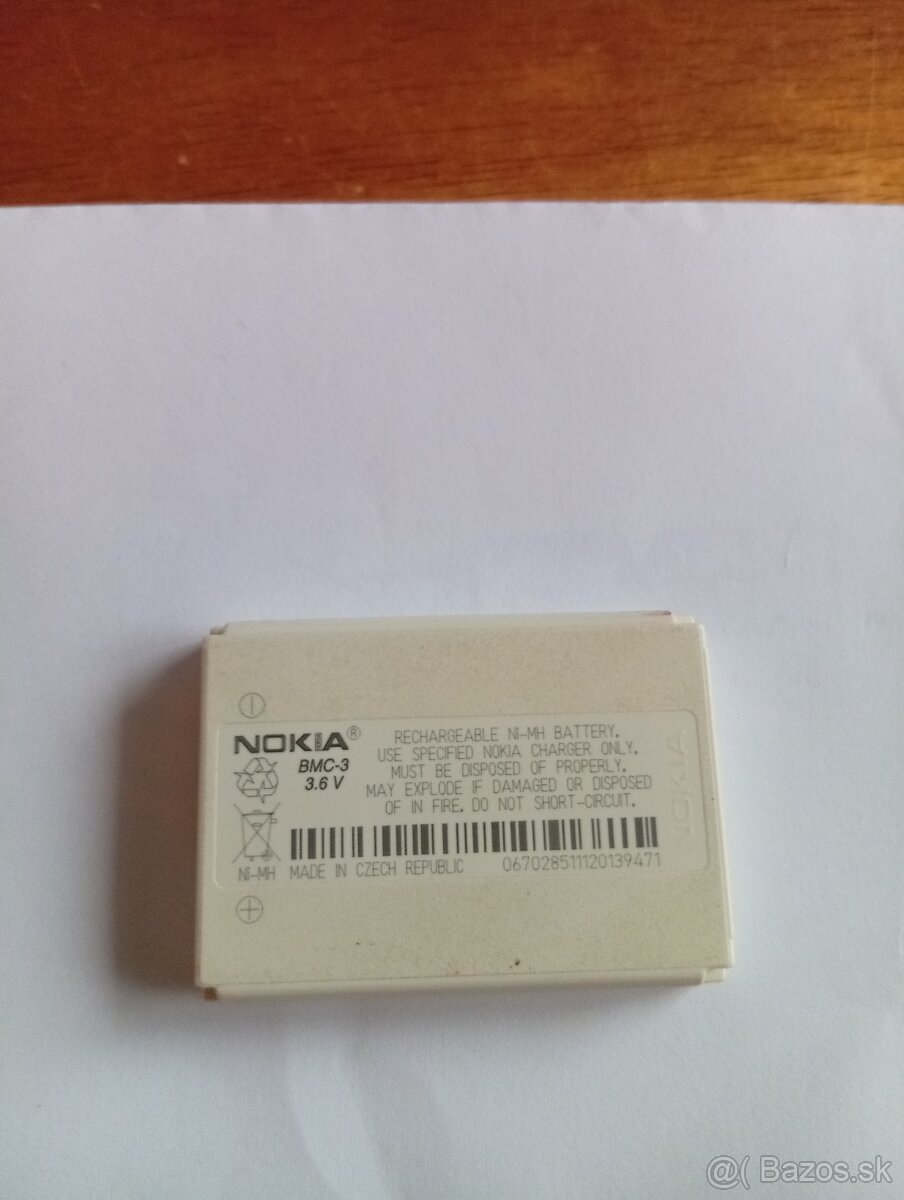 NOKIA®
BMC-3
3.6 V
RECHARGEABLE NI-MH BATTERY.
USE SPECIFIED NOKIA CHARGER ONLY.
MUST BE DISPOSED OF PROPERLY.
MAY EXPLODE IF DAMAGED OR DISPOSED
OF IN FIRE. DO NOT SHORT-CIRCUIT.
NI-MH MADE IN CZECH REPUBLIC 0670285111120139471
NOKIA
@( Bazos.sk